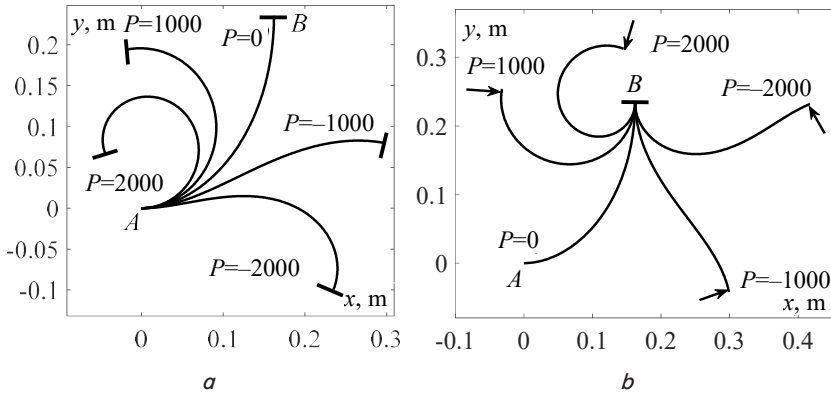 y, m
P=1000
P=0
B
P=–1000
P=2000
A
P=–2000
x, m
0.2
0.15
0.1
0.05
0
-0.05
-0.1
0
0.1
0.2
0.3
a
y, m
P=2000
P=1000
B
P=–2000
P=0
A
P=–1000
x, m
0.3
0.2
0.1
0
-0.1
0
0.1
0.2
0.3
0.4
b